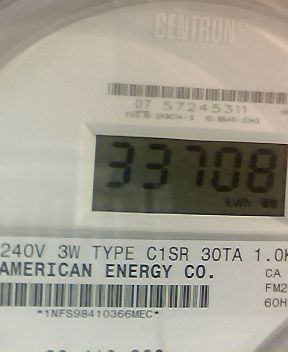 CENTRON
07 57245311
33708
kWh
240V 3W TYPE C1SR 30TA 1.0K
AMERICAN ENERGY CO.
CA
FM2
60H
*1NFS98410366MEC*